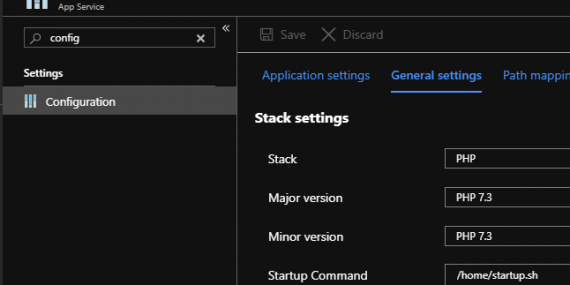 App Service
config
Save
Discard
Settings
Configuration
Application settings
General settings
Path mappin
Stack settings
Stack
PHP
Major version
PHP 7.3
Minor version
PHP 7.3
Startup Command
/home/startup.sh